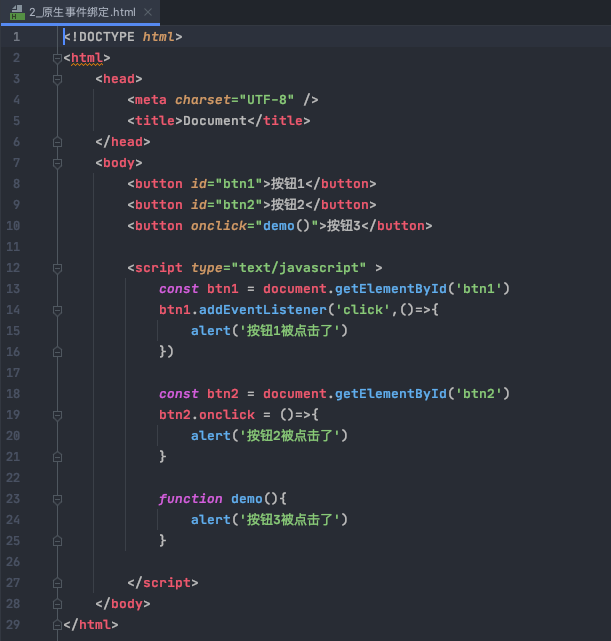 2_原生事件绑定.html
1 <!DOCTYPE html>
2 <html>
3     <head>
4         <meta charset="UTF-8" />
5         <title>Document</title>
6     </head>
7     <body>
8         <button id="btn1">按钮1</button>
9         <button id="btn2">按钮2</button>
10         <button onclick="demo()">按钮3</button>
11
12         <script type="text/javascript" >
13             const btn1 = document.getElementById('btn1')
14             btn1.addEventListener('click',()=>{
15                 alert('按钮1被点击了')
16             })
17
18             const btn2 = document.getElementById('btn2')
19             btn2.onclick = ()=>{
20                 alert('按钮2被点击了')
21             }
22
23             function demo(){
24                 alert('按钮3被点击了')
25             }
26
27         </script>
28     </body>
29 </html>